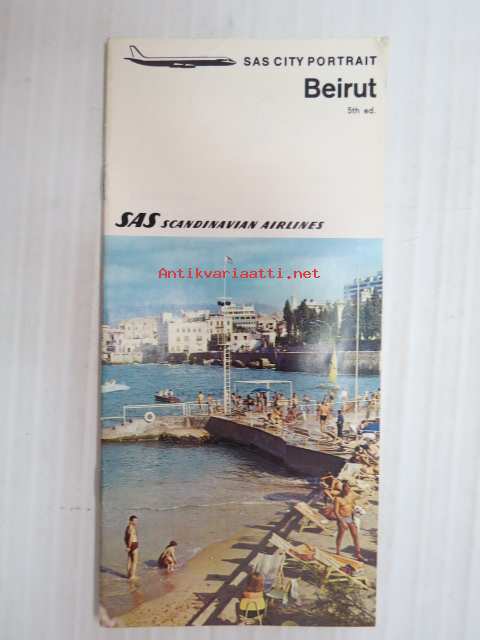 SAS CITY PORTRAIT
Beirut
5th ed.
SAS SCANDINAVIAN AIRLINES
Antikvariaatti.net